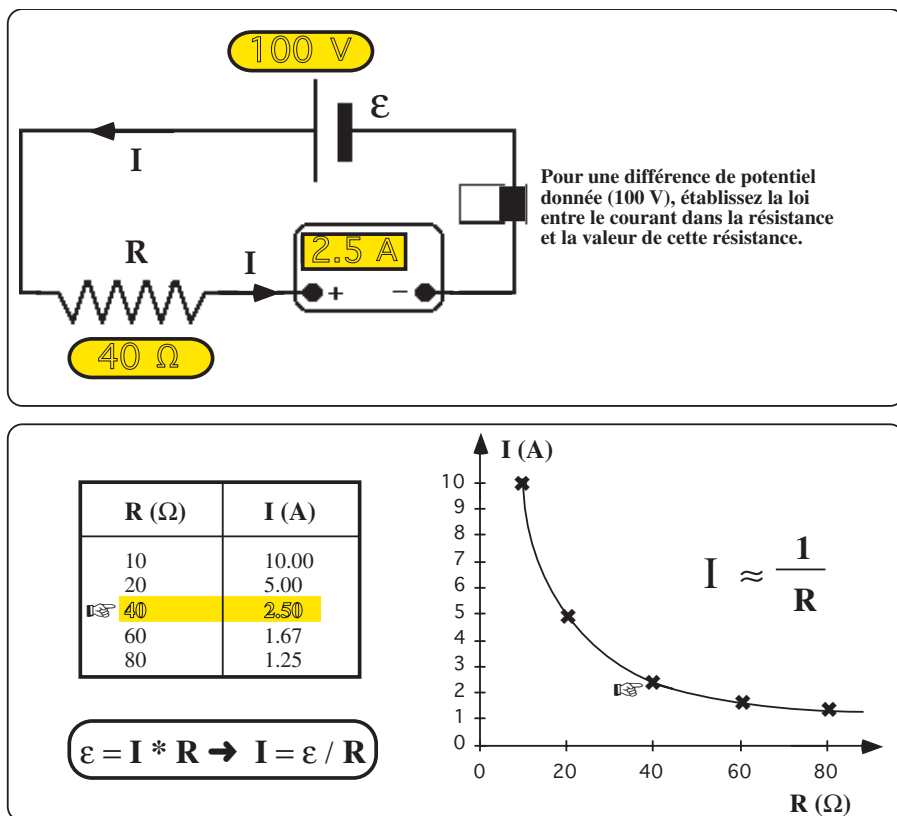 100 V
ε
I
Pour une différence de potentiel
donnée (100 V), établissez la loi
entre le courant dans la résistance
et la valeur de cette résistance.
2.5 A
R
I
+ −
40 Ω
R (Ω) I (A)
10 10.00
20 5.00
40 2.50
60 1.67
80 1.25
ε = I * R ➔ I = ε / R
I (A)
10
9
8
7
6
5
4
3
2
1
0
I ≈ 1
R
0 20 40 60 80
R (Ω)